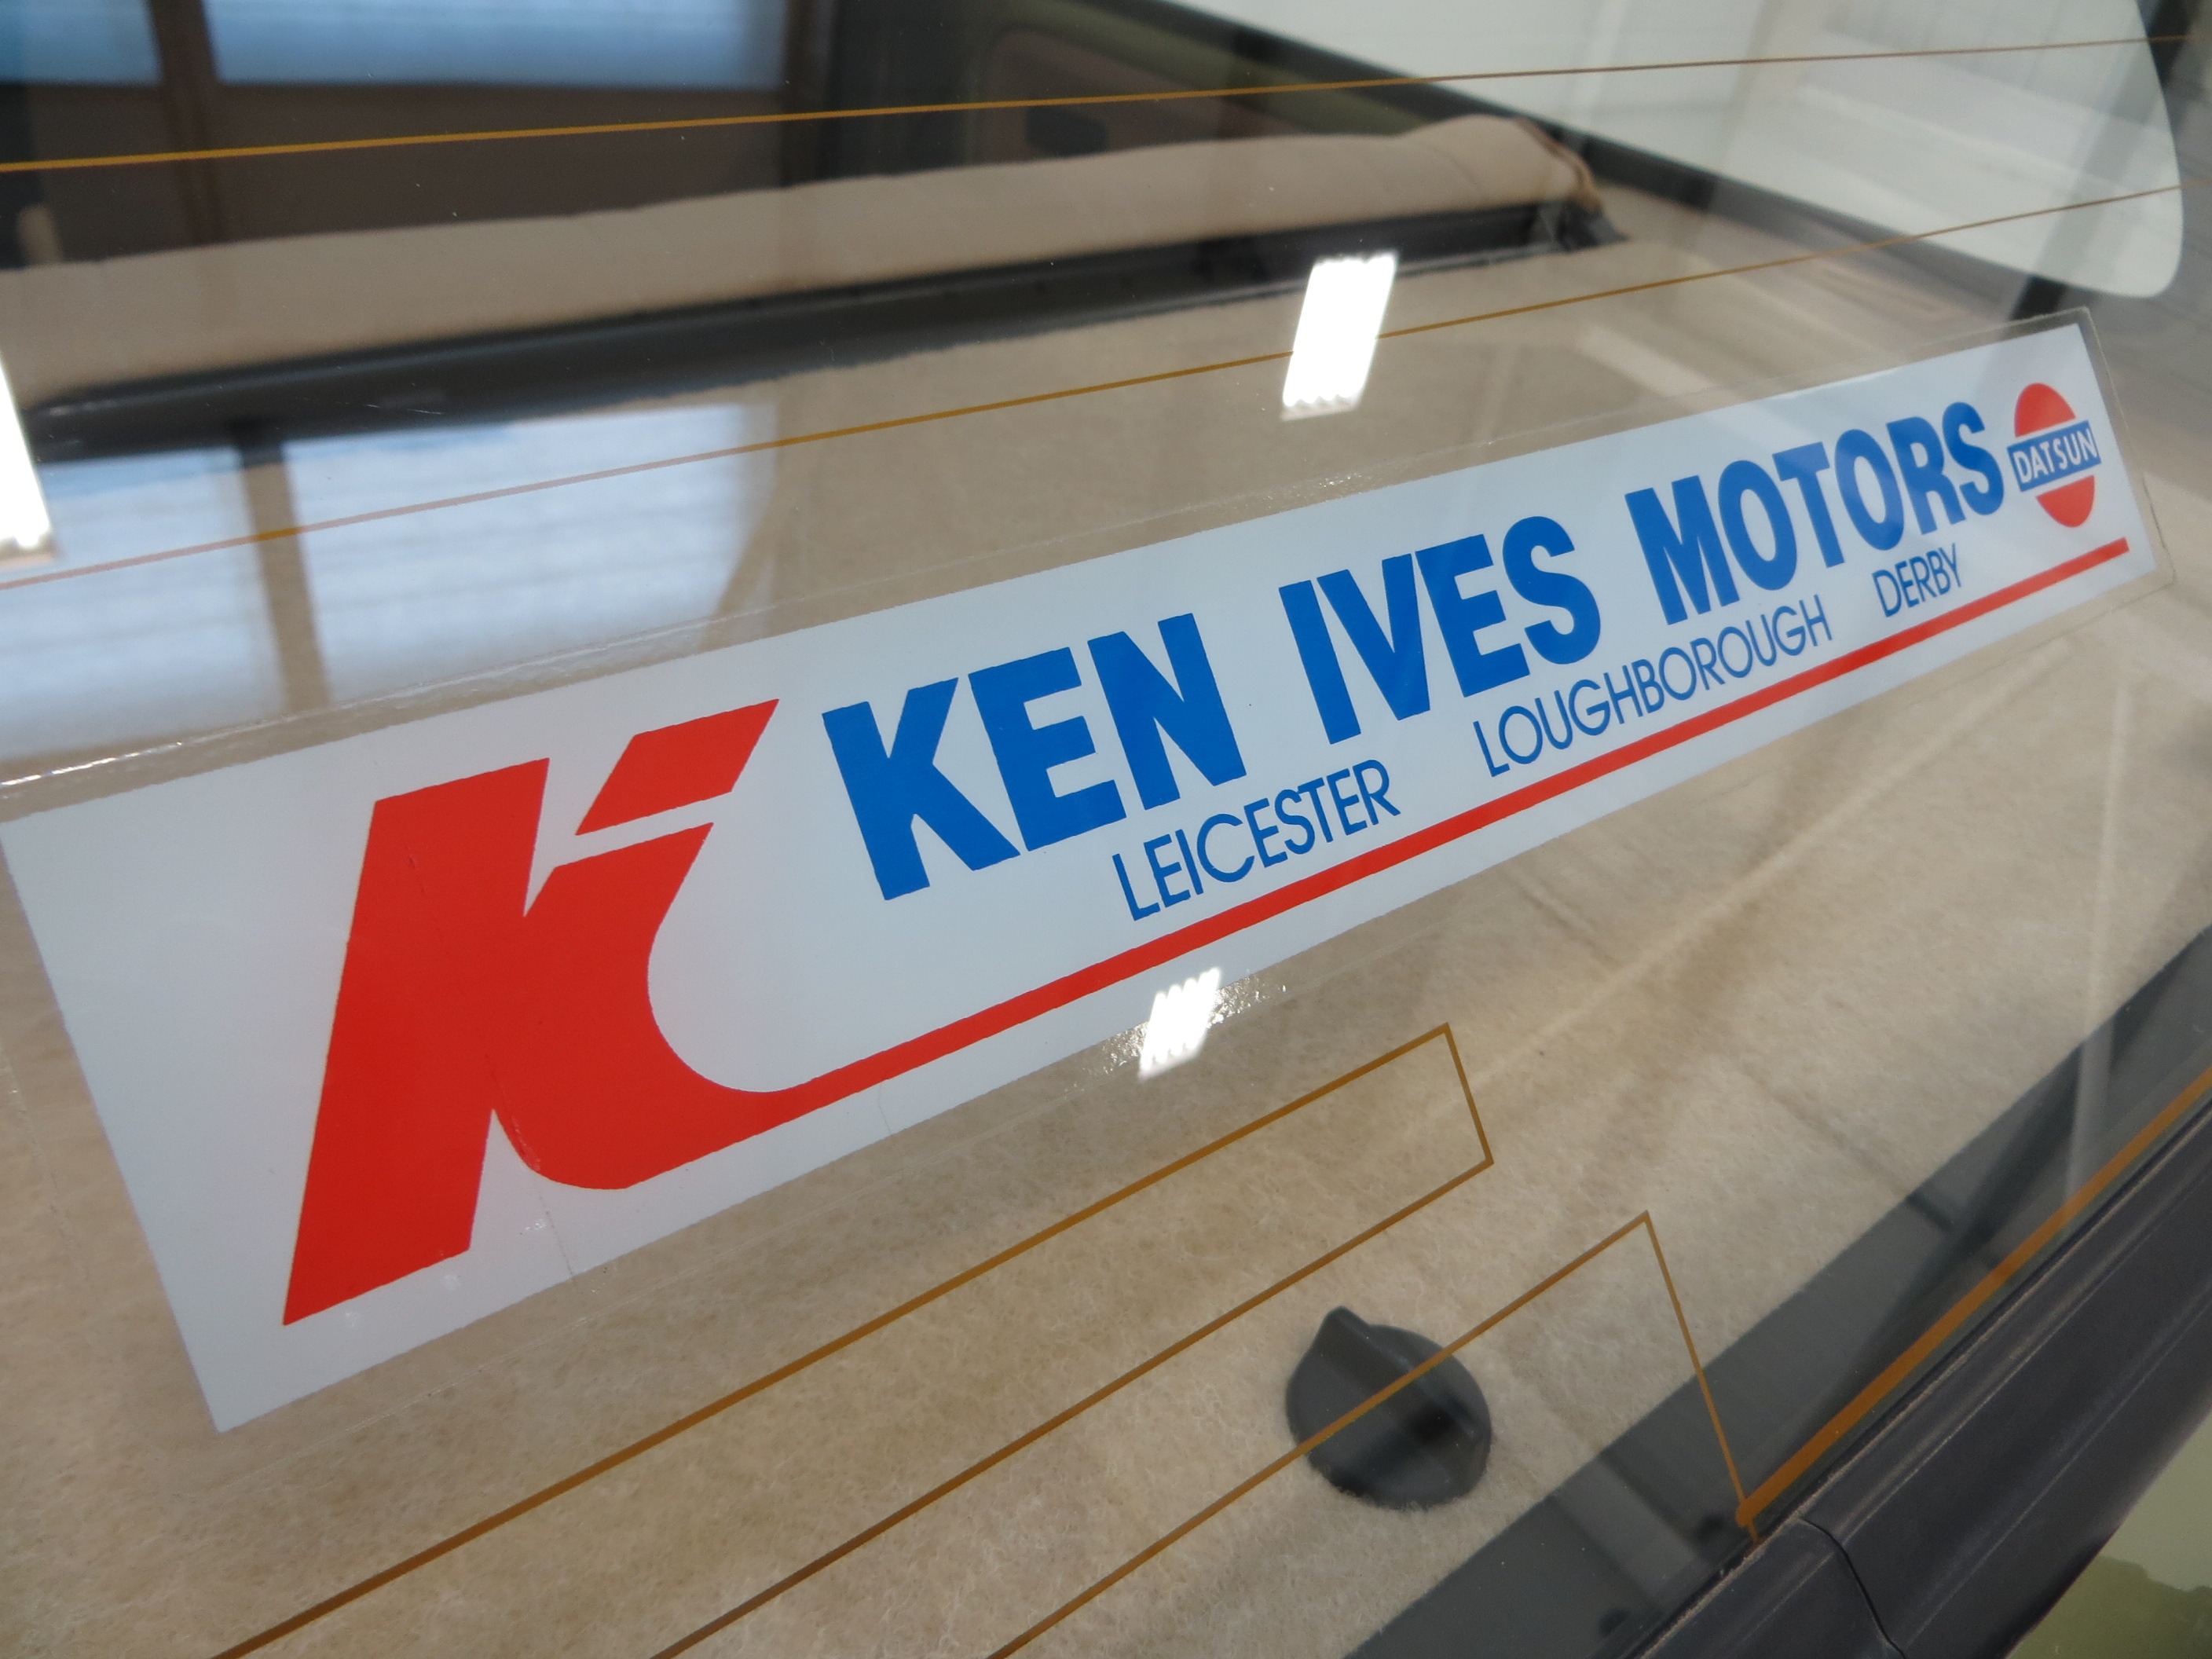 KEN IVES MOTORS
DATSUN
LEICESTER LOUGHBOROUGH DERBY